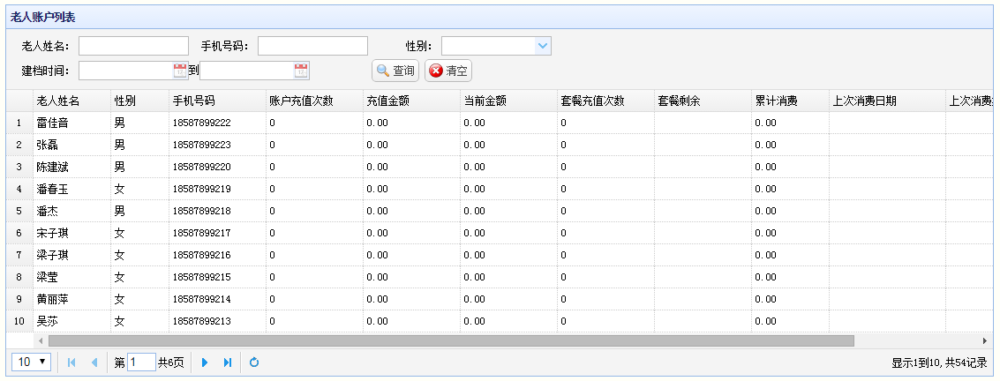 老人账户列表
老人姓名： 手机号码： 性别：
建档时间： 到 查询 清空
老人姓名 性别 手机号码 账户充值次数 充值金额 当前金额 套餐充值次数 套餐剩余 累计消费 上次消费日期 上次消费
1 雷佳音 男 18587899222 0 0.00 0.00 0 0.00
2 张磊 男 18587899223 0 0.00 0.00 0 0.00
3 陈建斌 男 18587899220 0 0.00 0.00 0 0.00
4 潘春玉 女 18587899219 0 0.00 0.00 0 0.00
5 潘杰 男 18587899218 0 0.00 0.00 0 0.00
6 宋子琪 女 18587899217 0 0.00 0.00 0 0.00
7 梁子琪 女 18587899216 0 0.00 0.00 0 0.00
8 梁莹 女 18587899215 0 0.00 0.00 0 0.00
9 黄丽萍 女 18587899214 0 0.00 0.00 0 0.00
10 吴莎 女 18587899213 0 0.00 0.00 0 0.00
10 第 1 共6页 显示1到10, 共54记录